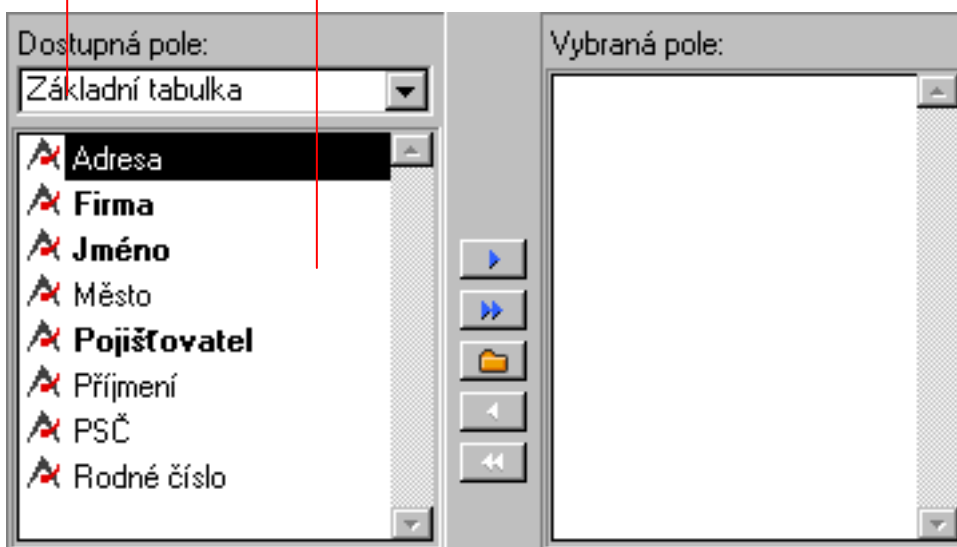 Dostupná pole:
Základní tabulka
Adresa
Firma
Jméno
Město
Pojišťovatel
Příjmení
PSČ
Rodné číslo
Vybraná pole: